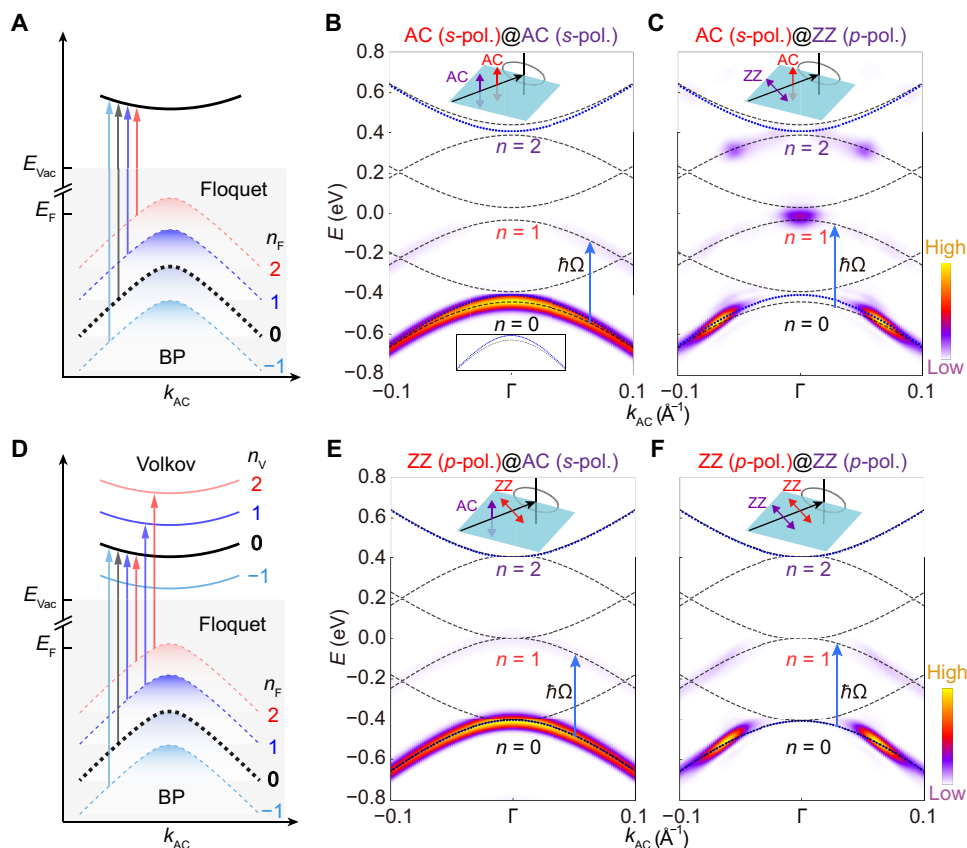 A
E_Vac
E_F
Floquet
n_F
2
1
0
−1
BP
k_AC
B
AC (s-pol.)@AC (s-pol.)
AC
AC
n = 2
n = 1
ħΩ
n = 0
0.8
0.6
0.4
0.2
0.0
−0.2
−0.4
−0.6
−0.8
E (eV)
−0.1
Γ
0.1
C
AC (s-pol.)@ZZ (p-pol.)
AC
ZZ
n = 2
n = 1
ħΩ
n = 0
High
Low
−0.1
Γ
0.1
k_AC (Å⁻¹)
D
Volkov
n_V
2
1
0
−1
E_Vac
E_F
Floquet
n_F
2
1
0
−1
BP
k_AC
E
ZZ (p-pol.)@AC (s-pol.)
ZZ
AC
n = 2
n = 1
ħΩ
n = 0
0.8
0.6
0.4
0.2
0.0
−0.2
−0.4
−0.6
−0.8
E (eV)
−0.1
Γ
0.1
F
ZZ (p-pol.)@ZZ (p-pol.)
ZZ
ZZ
n = 2
n = 1
ħΩ
n = 0
High
Low
−0.1
Γ
0.1
k_AC (Å⁻¹)